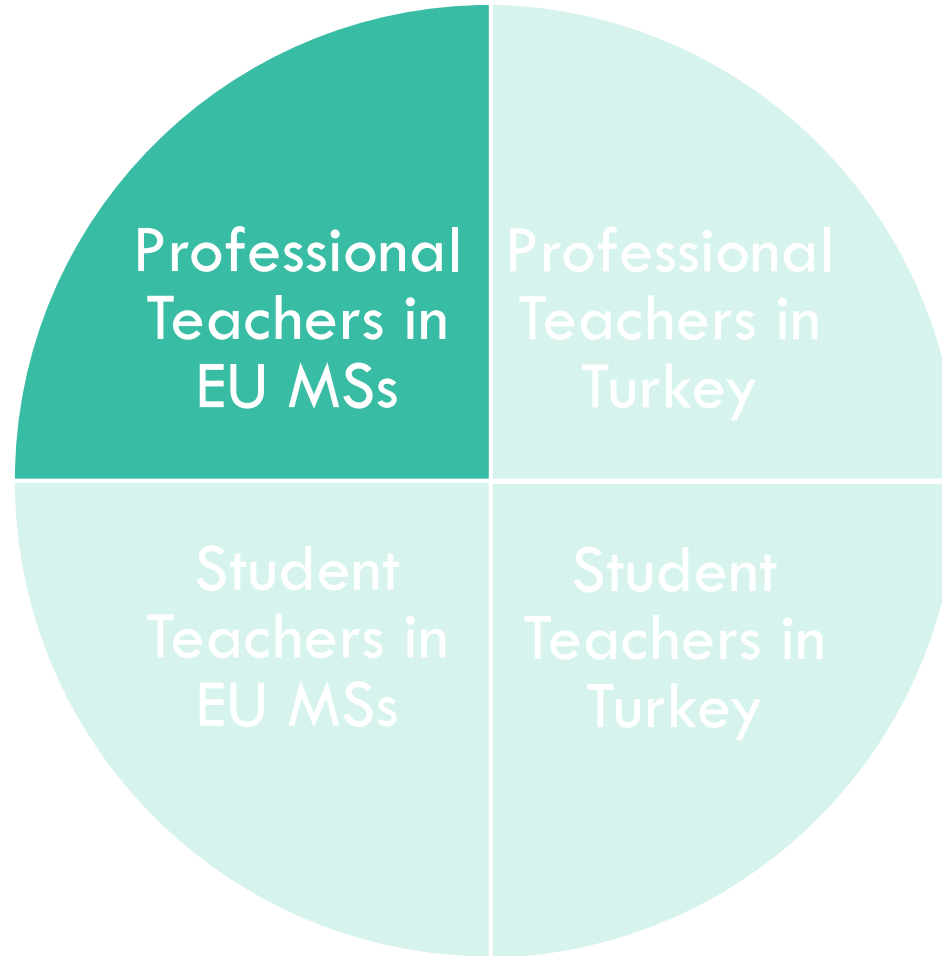 Professional
Teachers in
EU MSs
Professional
Teachers in
Turkey
Student
Teachers in
EU MSs
Student
Teachers in
Turkey